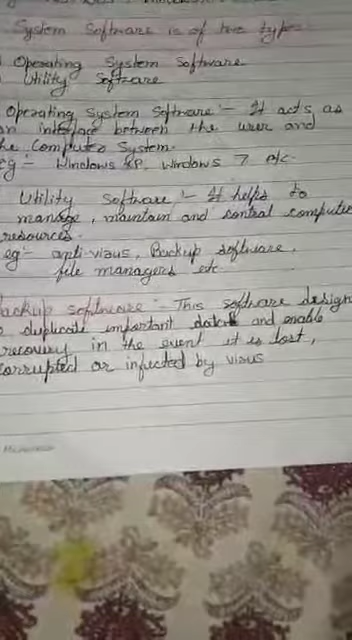 System Software is of two types
Operating System Software
Utility Software
Operating System Software :- It acts as
an interface between the user and
the Computer System.
eg :- Windows XP, Windows 7 etc.
Utility Software :- It helps to
manage, maintain and control computer
resources.
eg :- anti-virus, Backup software,
file managers etc.
Backup software :- This software design
to duplicate important data and enable
recovery in the event it is lost,
corrupted or infected by virus